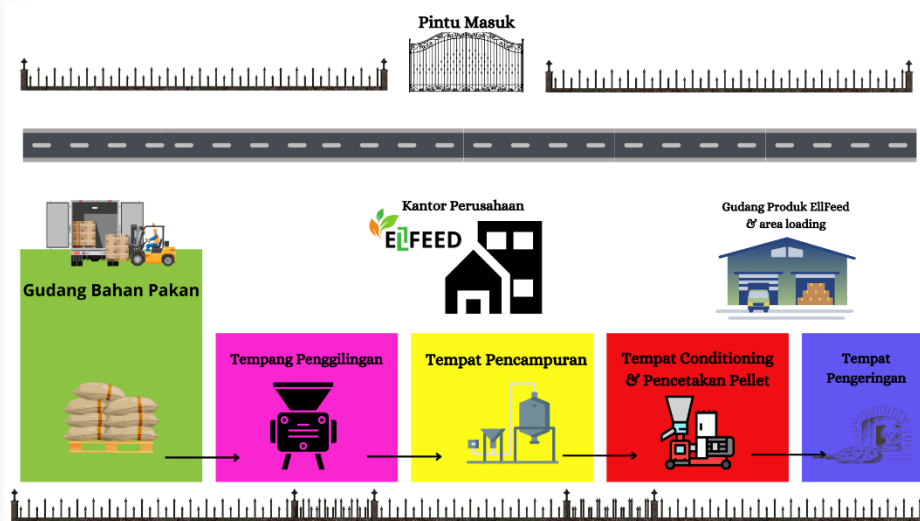 Pintu Masuk
Kantor Perusahaan
ELLFEED
Gudang Produk EllFeed
& area loading
Gudang Bahan Pakan
Tempang Penggilingan
Tempat Pencampuran
Tempat Conditioning
& Pencetakan Pellet
Tempat
Pengeringan